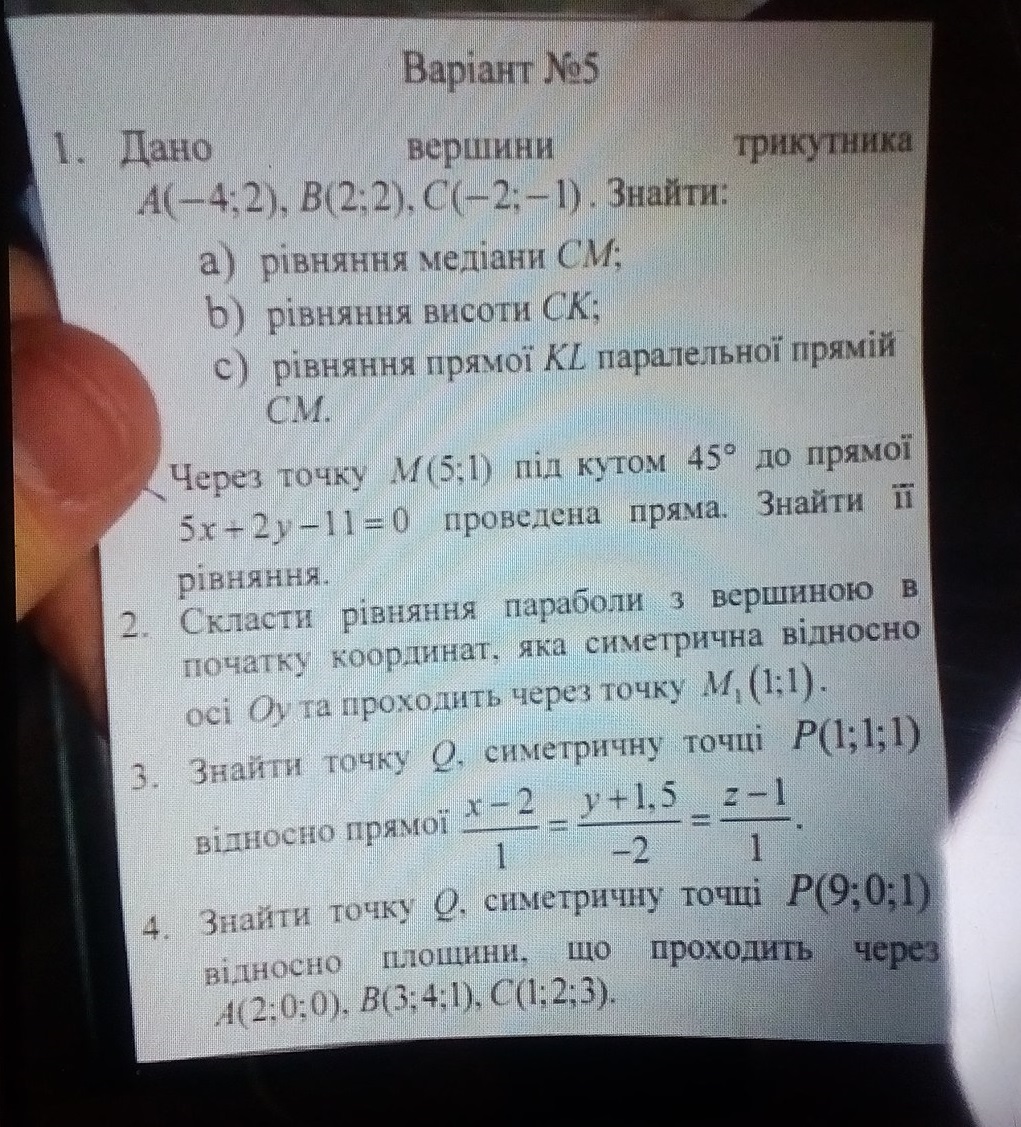 Варіант №5
1. Дано вершини трикутника
A(−4;2), B(2;2), C(−2;−1). Знайти:
a) рівняння медіани CM;
b) рівняння висоти CK;
c) рівняння прямої KL паралельної прямій
CM.
Через точку M(5;1) під кутом 45° до прямої
5x+2y−11=0 проведена пряма. Знайти її
рівняння.
2. Скласти рівняння параболи з вершиною в
початку координат, яка симетрична відносно
осі Oy та проходить через точку M₁(1;1).
3. Знайти точку Q, симетричну точці P(1;1;1)
відносно прямої (x−2)/1 = (y+1,5)/−2 = (z−1)/1.
4. Знайти точку Q, симетричну точці P(9;0;1)
відносно площини, що проходить через
A(2;0;0), B(3;4;1), C(1;2;3).